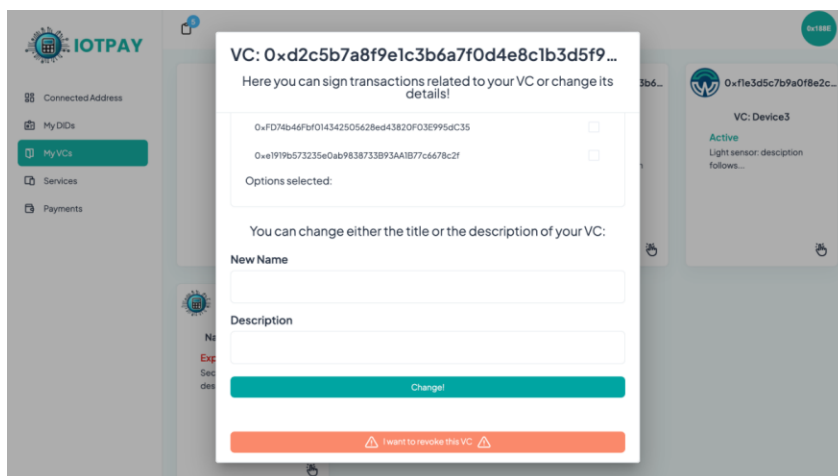 IOTPAY
6
0x188E
Connected Address
My DIDs
My VCs
Services
Payments
VC: 0xd2c5b7a8f9e1c3b6a7f0d4e8c1b3d5f9...
Here you can sign transactions related to your VC or change its
details!
0xFD74b46Fbf014342505628ed43820F03E995dC35
0xe1919b573235e0ab9838733B93AA1B77c6678c2f
Options selected:
You can change either the title or the description of your VC:
New Name
Description
Change!
I want to revoke this VC
3b6...
0xf1e3d5c7b9a0f8e2c...
VC: Device3
Active
Light sensor: desciption
follows...
Na
Exp
Sec
des